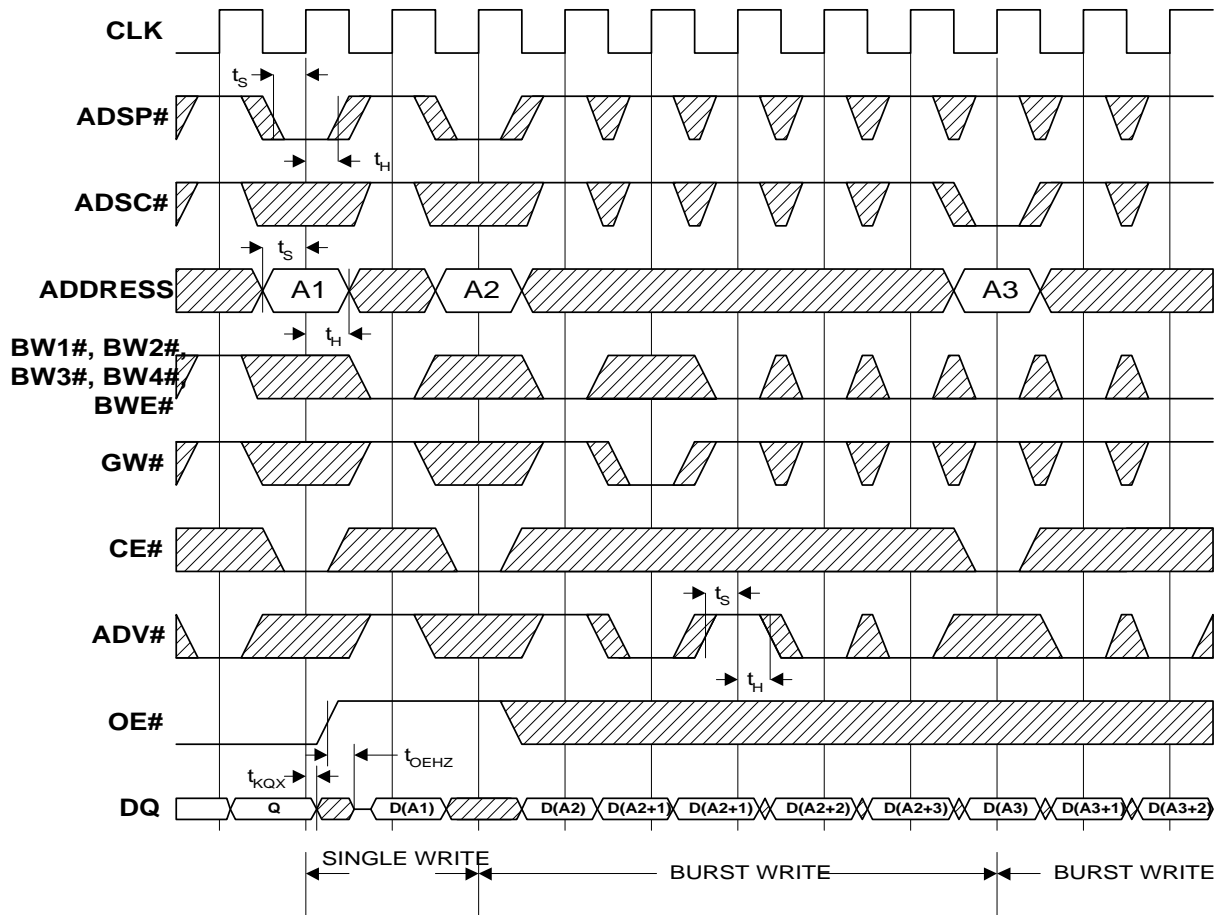 CLK
tS
ADSP#
tH
ADSC#
tS
ADDRESS A1 A2 A3
tH
BW1#, BW2#,
BW3#, BW4#,
BWE#
GW#
CE#
tS
ADV#
tH
OE#
tOEHZ
tKQX
DQ Q D(A1) D(A2) D(A2+1) D(A2+1) D(A2+2) D(A2+3) D(A3) D(A3+1) D(A3+2)
SINGLE WRITE BURST WRITE BURST WRITE